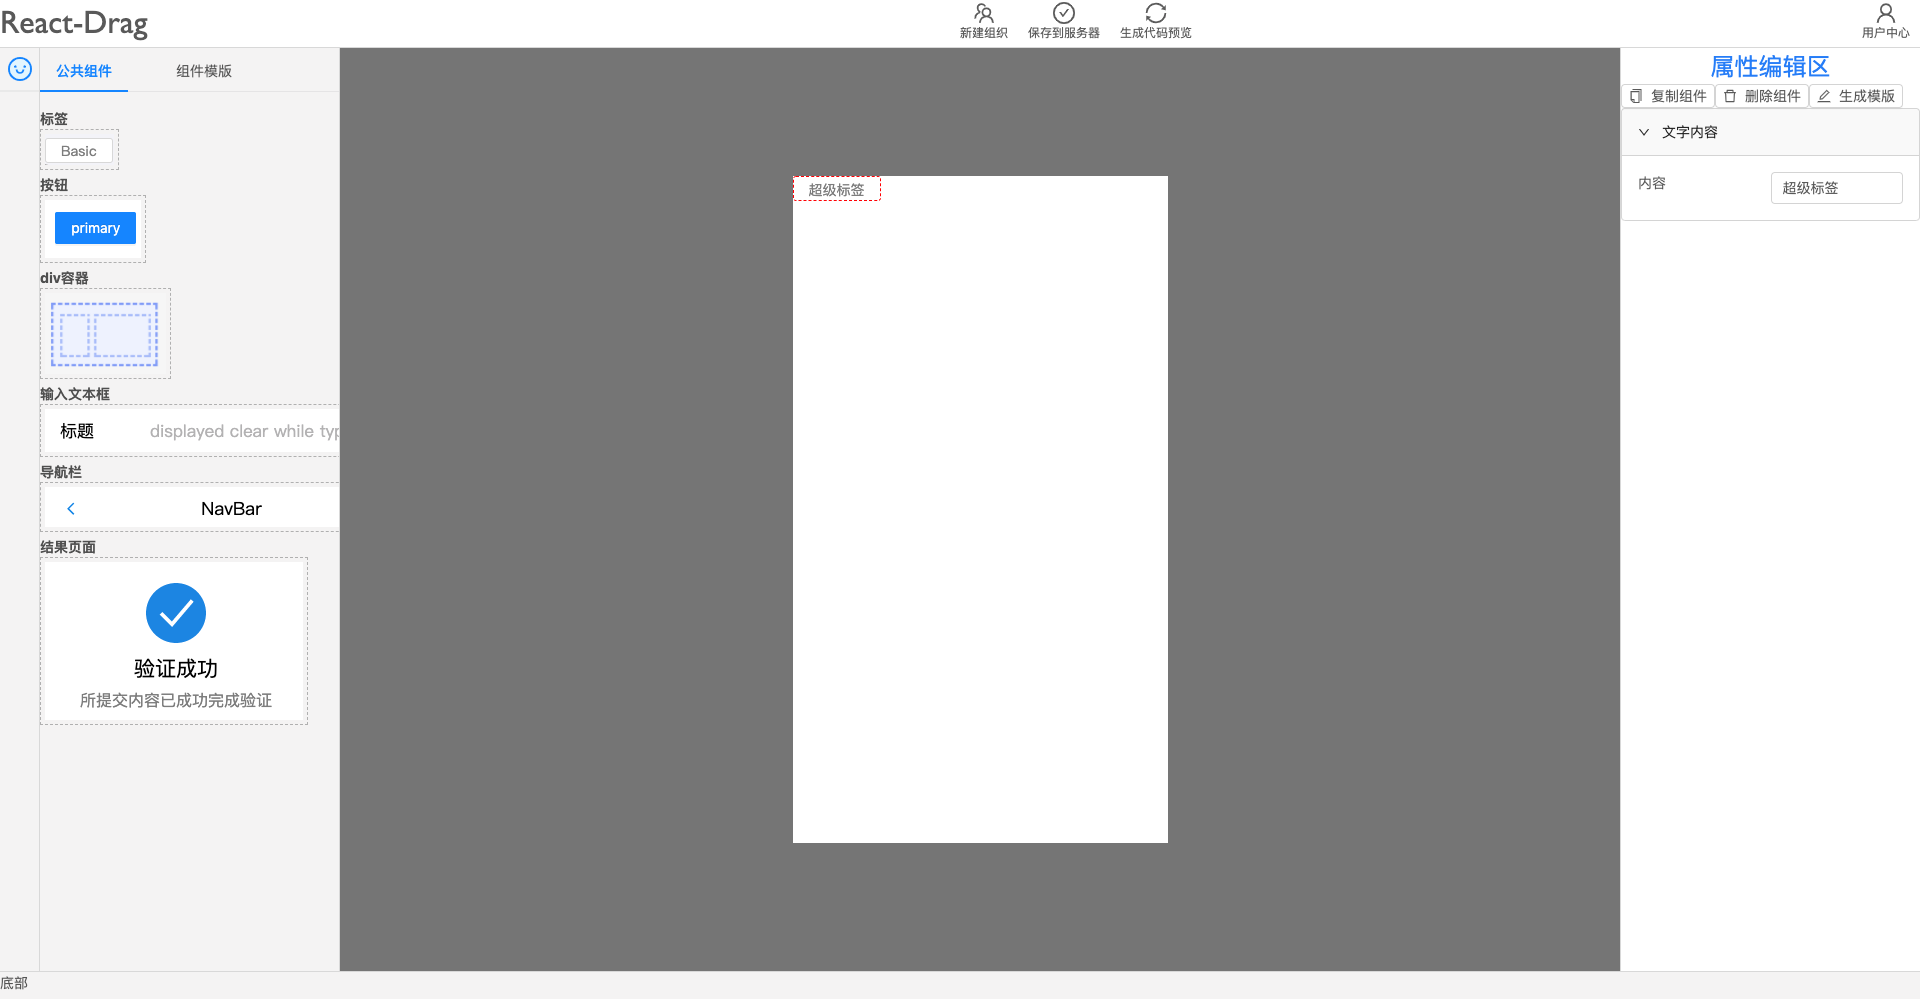 React-Drag
新建组织
保存到服务器
生成代码预览
用户中心
公共组件
组件模版
标签
Basic
按钮
primary
div容器
输入文本框
标题
displayed clear while typ
导航栏
NavBar
结果页面
验证成功
所提交内容已成功完成验证
超级标签
属性编辑区
复制组件
删除组件
生成模版
文字内容
内容
超级标签
底部